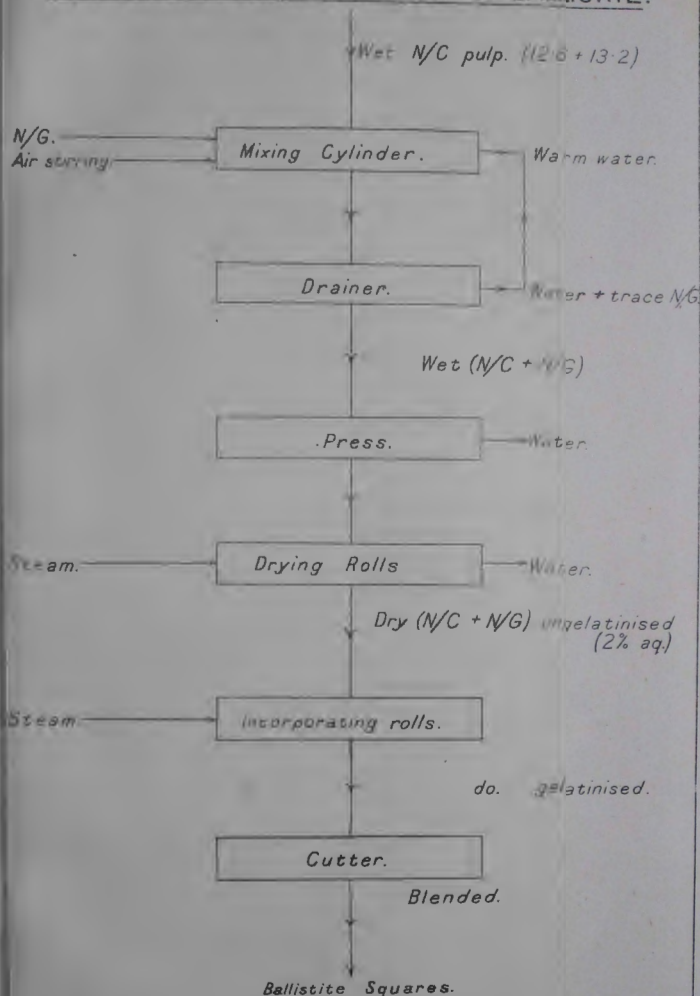 Wet N/C pulp. (12·6 + 13·2)
N/G.
Air stirring.
Mixing Cylinder.
Warm water.
Drainer.
Water + trace N/G.
Wet (N/C + N/G)
Press.
Water.
Steam.
Drying Rolls
Water.
Dry (N/C + N/G) ungelatinised
(2% aq.)
Steam
Incorporating rolls.
do. gelatinised.
Cutter.
Blended.
Ballistite Squares.